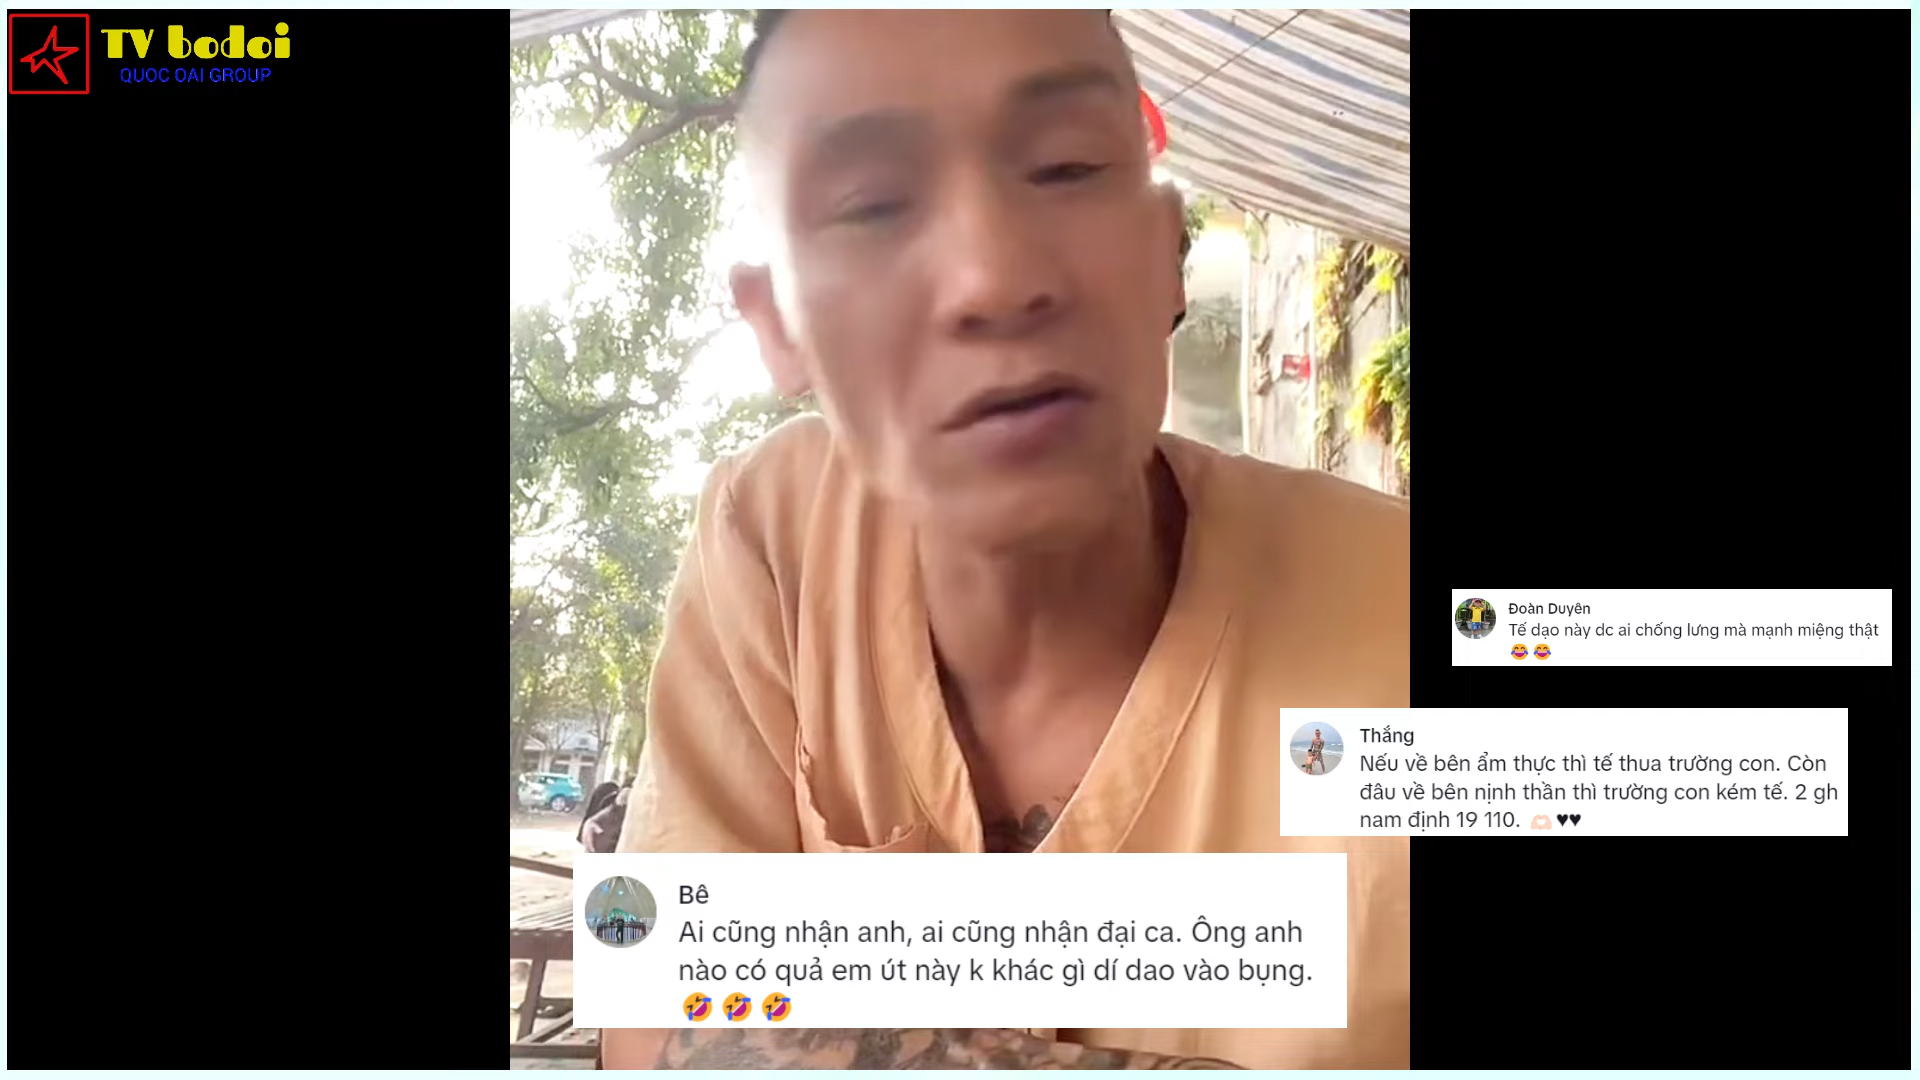 TV bodoi
QUOC OAI GROUP
Đoàn Duyên
Tế dạo này dc ai chống lưng mà mạnh miệng thật
😂😂
Thắng
Nếu về bên ẩm thực thì tế thua trường con. Còn
đâu về bên nịnh thần thì trường con kém tế. 2 gh
nam định 19 110. 🫶🏻♥♥
Bê
Ai cũng nhận anh, ai cũng nhận đại ca. Ông anh
nào có quả em út này k khác gì dí dao vào bụng.
🤣🤣🤣